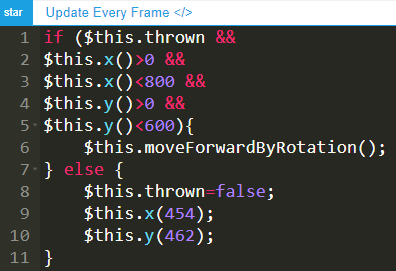 star Update Every Frame </>
1 if ($this.thrown &&
2 $this.x()>0 &&
3 $this.x()<800 &&
4 $this.y()>0 &&
5 $this.y()<600){
6     $this.moveForwardByRotation();
7 } else {
8     $this.thrown=false;
9     $this.x(454);
10     $this.y(462);
11 }